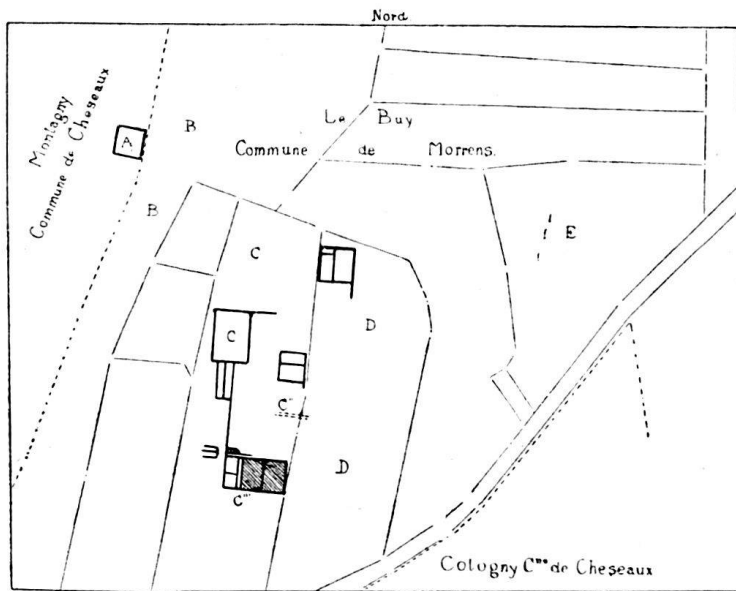 Nord
Montagny
Commune de Cheseaux
A
B
B
Le Buy
Commune de Morrens.
E
C
C
D
C"
D
C'''
Cologny Cne de Cheseaux